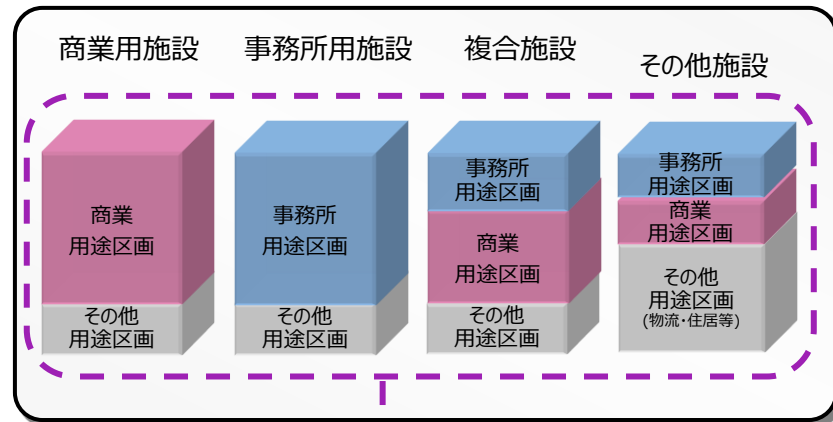 商業用施設
事務所用施設
複合施設
その他施設
商業
用途区画
その他
用途区画
事務所
用途区画
その他
用途区画
事務所
用途区画
商業
用途区画
その他
用途区画
事務所
用途区画
商業
用途区画
その他
用途区画
(物流・住居等)